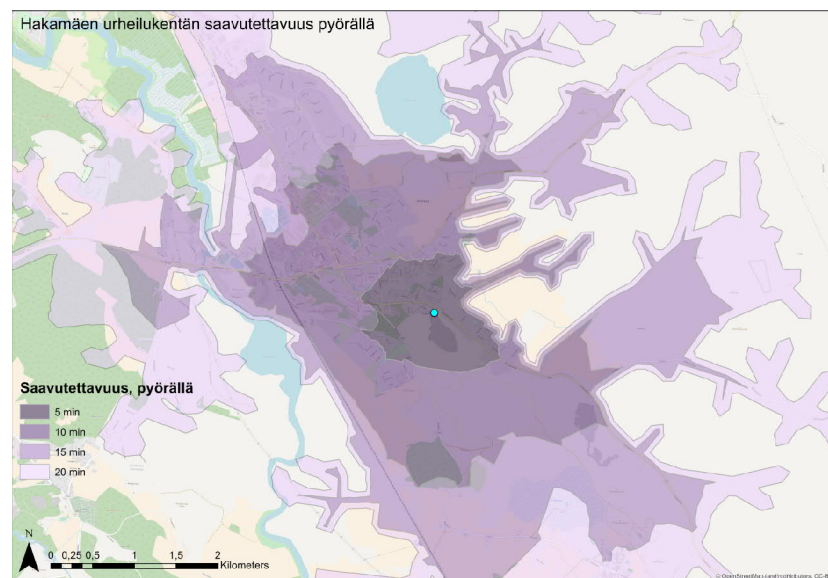 Hakamäen urheilukentän saavutettavuus pyörällä
Saavutettavuus, pyörällä
5 min
10 min
15 min
20 min
N
0 0,25 0,5 1 1,5 2
Kilometers
© OpenStreetMap